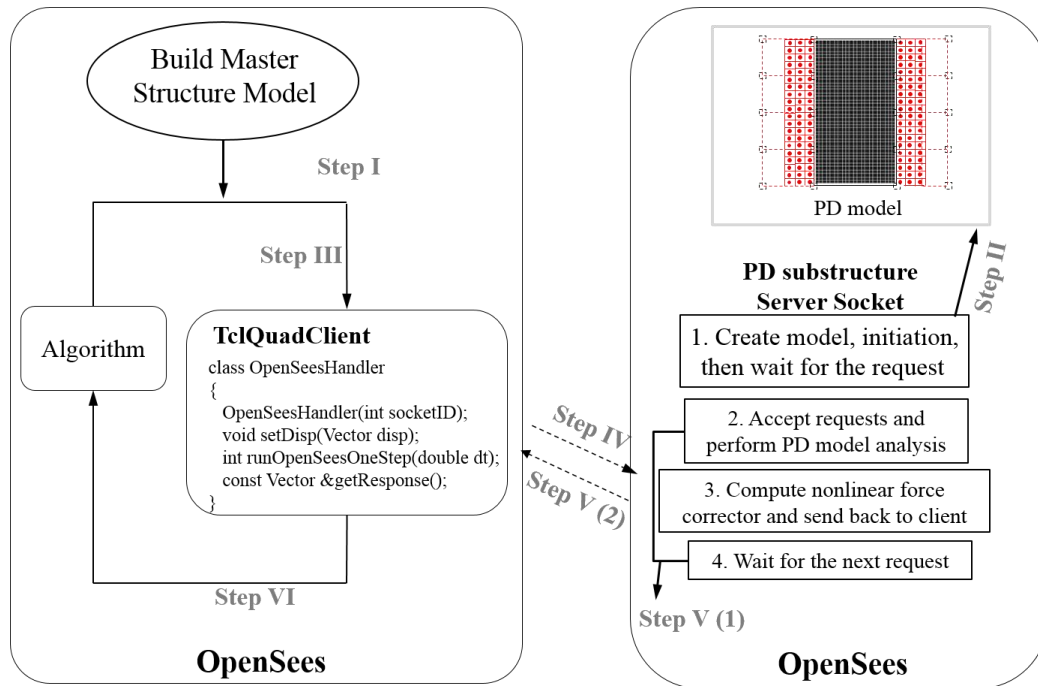 Build Master
Structure Model
Step I
Step III
Algorithm
TclQuadClient
class OpenSeesHandler
{
OpenSeesHandler(int socketID);
void setDisp(Vector disp);
int runOpenSeesOneStep(double dt);
const Vector &getResponse();
}
Step VI
OpenSees
Step IV
Step V (2)
PD model
Step II
PD substructure
Server Socket
1. Create model, initiation,
then wait for the request
2. Accept requests and
perform PD model analysis
3. Compute nonlinear force
corrector and send back to client
4. Wait for the next request
Step V (1)
OpenSees